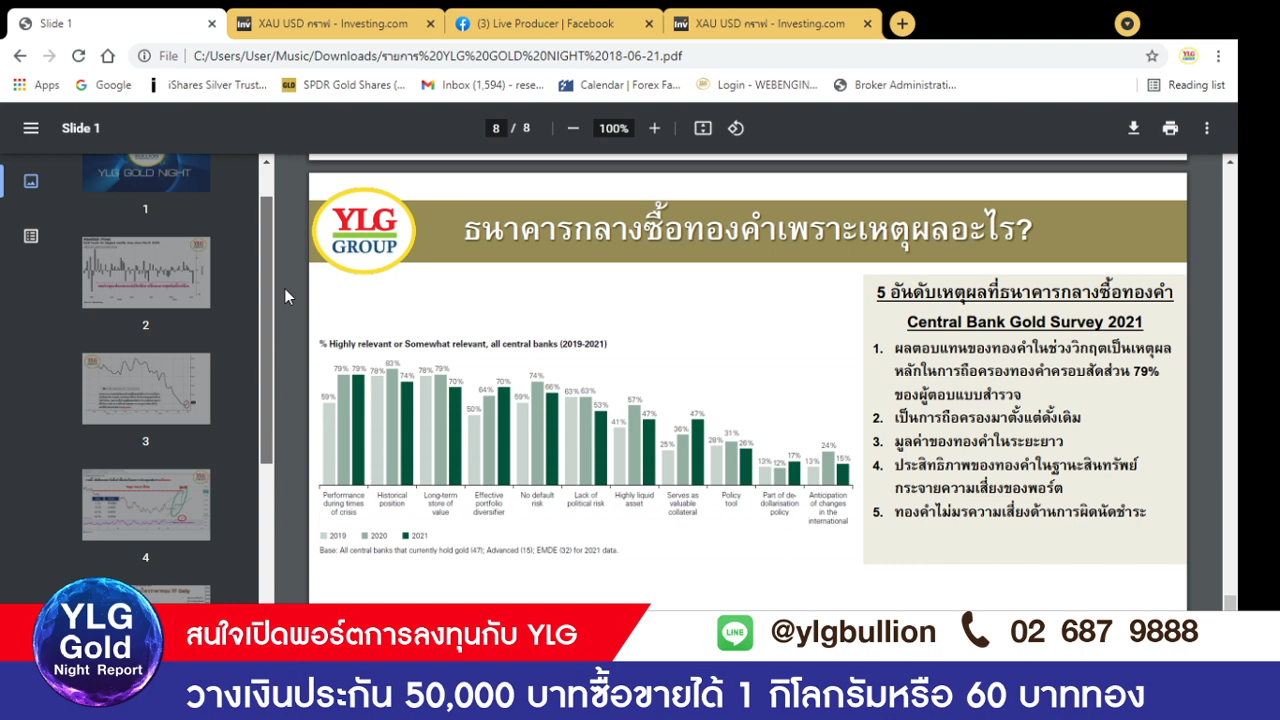 Slide 1
XAU USD กราฟ - Investing.com
(3) Live Producer | Facebook
XAU USD กราฟ - Investing.com
File
C:/Users/User/Music/Downloads/รายการ%20YLG%20GOLD%20NIGHT%2018-06-21.pdf
Apps
Google
iShares Silver Trust...
SPDR Gold Shares (...
Inbox (1,594) - rese...
Calendar | Forex Fa...
Login - WEBENGIN...
Broker Administrati...
Reading list
Slide 1
8 / 8
100%
YLG GOLD NIGHT
1
2
3
4
YLG
GROUP
ธนาคารกลางซื้อทองคำเพราะเหตุผลอะไร?
% Highly relevant or Somewhat relevant, all central banks (2019-2021)
59% 79% 79%
78% 83% 74%
78% 79% 70%
50% 64% 70%
59% 74% 66%
63% 63% 53%
41% 57% 47%
25% 36% 47%
28% 31% 26%
13% 12% 17%
13% 24% 15%
Performance during times of crisis
Historical position
Long-term store of value
Effective portfolio diversifier
No default risk
Lack of political risk
Highly liquid asset
Serves as valuable collateral
Policy tool
Part of de-dollarisation policy
Anticipation of changes in the international
2019 2020 2021
Base: All central banks that currently hold gold (47); Advanced (15); EMDE (32) for 2021 data.
5 อันดับเหตุผลที่ธนาคารกลางซื้อทองคำ
Central Bank Gold Survey 2021
1. ผลตอบแทนของทองคำในช่วงวิกฤตเป็นเหตุผล
หลักในการถือครองทองคำครอบสัดส่วน 79%
ของผู้ตอบแบบสำรวจ
2. เป็นการถือครองมาตั้งแต่ดั้งเดิม
3. มูลค่าของทองคำในระยะยาว
4. ประสิทธิภาพของทองคำในฐานะสินทรัพย์
กระจายความเสี่ยงของพอร์ต
5. ทองคำไม่มรความเสี่ยงด้านการผิดนัดชำระ
YLG
Gold
Night Report
สนใจเปิดพอร์ตการลงทุนกับ YLG
LINE
@ylgbullion
02 687 9888
วางเงินประกัน 50,000 บาทซื้อขายได้ 1 กิโลกรัมหรือ 60 บาททอง